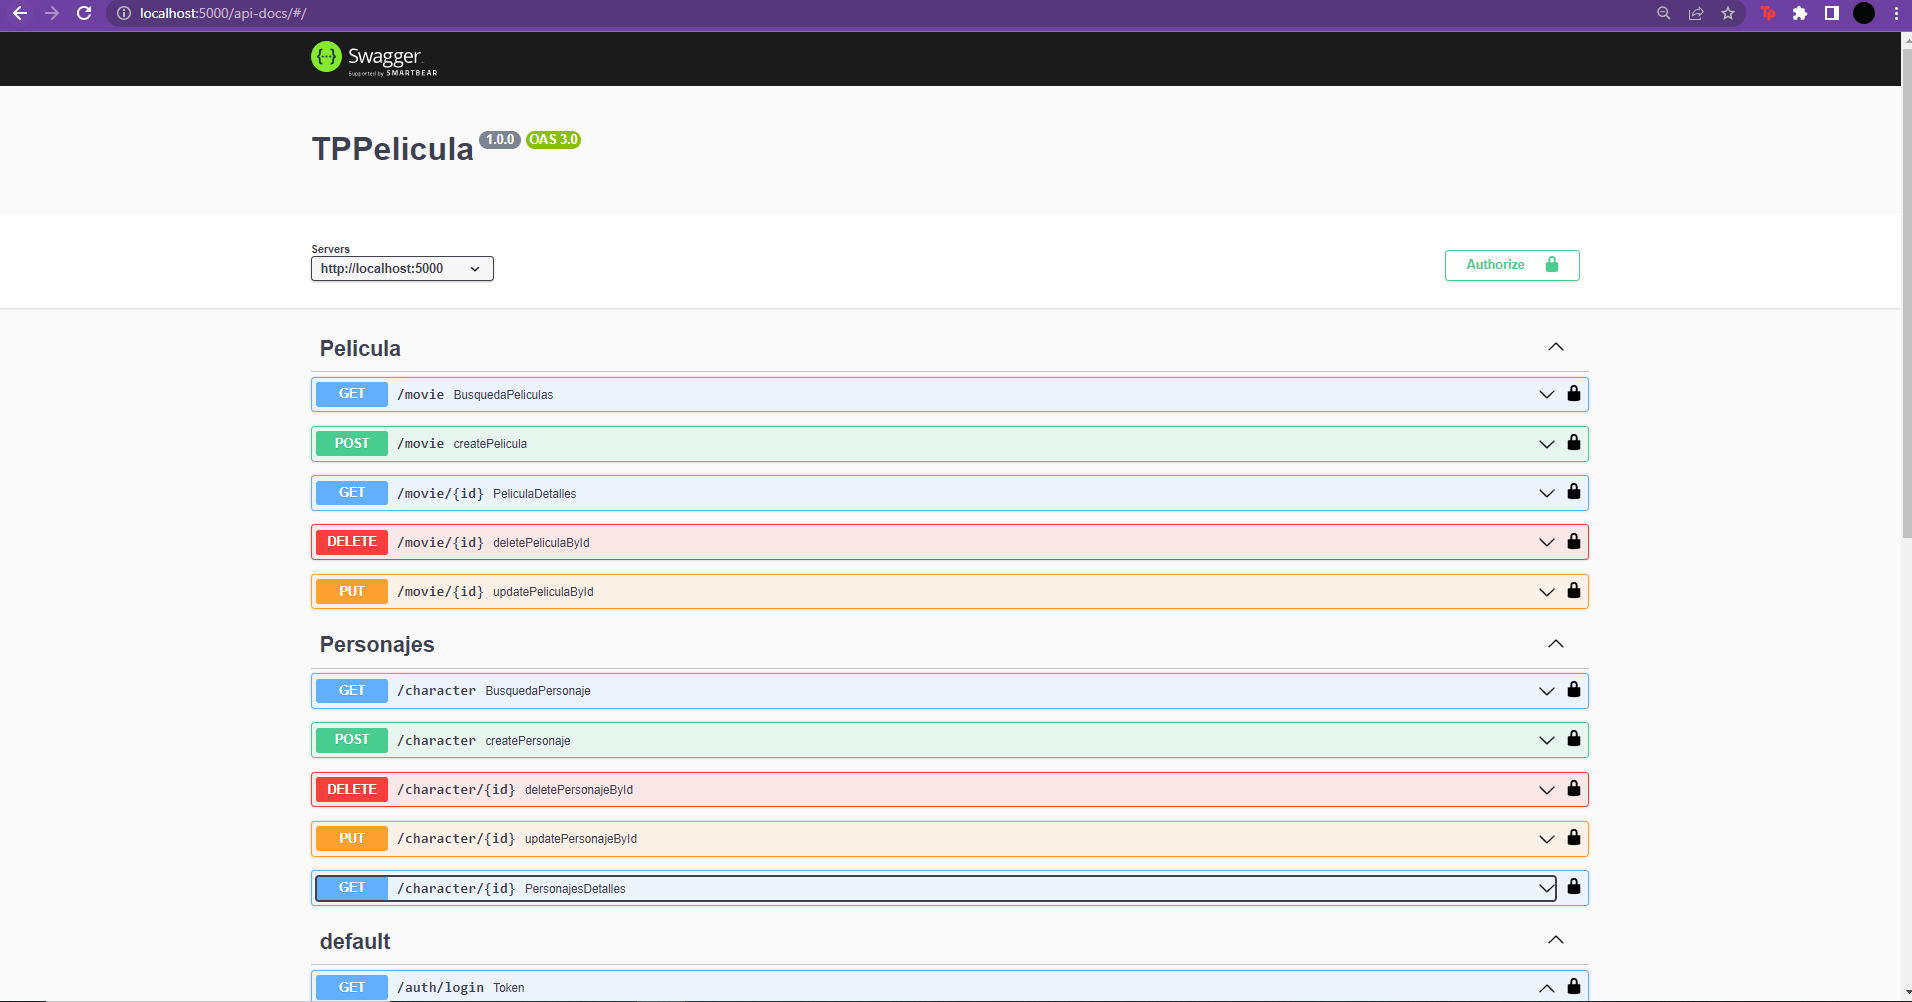 localhost:5000/api-docs/#/
Tp
{··} Swagger
Supported by SMARTBEAR
TPPelicula 1.0.0 OAS 3.0
Servers
http://localhost:5000
Authorize
Pelicula
GET /movie BusquedaPeliculas
POST /movie createPelicula
GET /movie/{id} PeliculaDetalles
DELETE /movie/{id} deletePeliculaById
PUT /movie/{id} updatePeliculaById
Personajes
GET /character BusquedaPersonaje
POST /character createPersonaje
DELETE /character/{id} deletePersonajeById
PUT /character/{id} updatePersonajeById
GET /character/{id} PersonajesDetalles
default
GET /auth/login Token